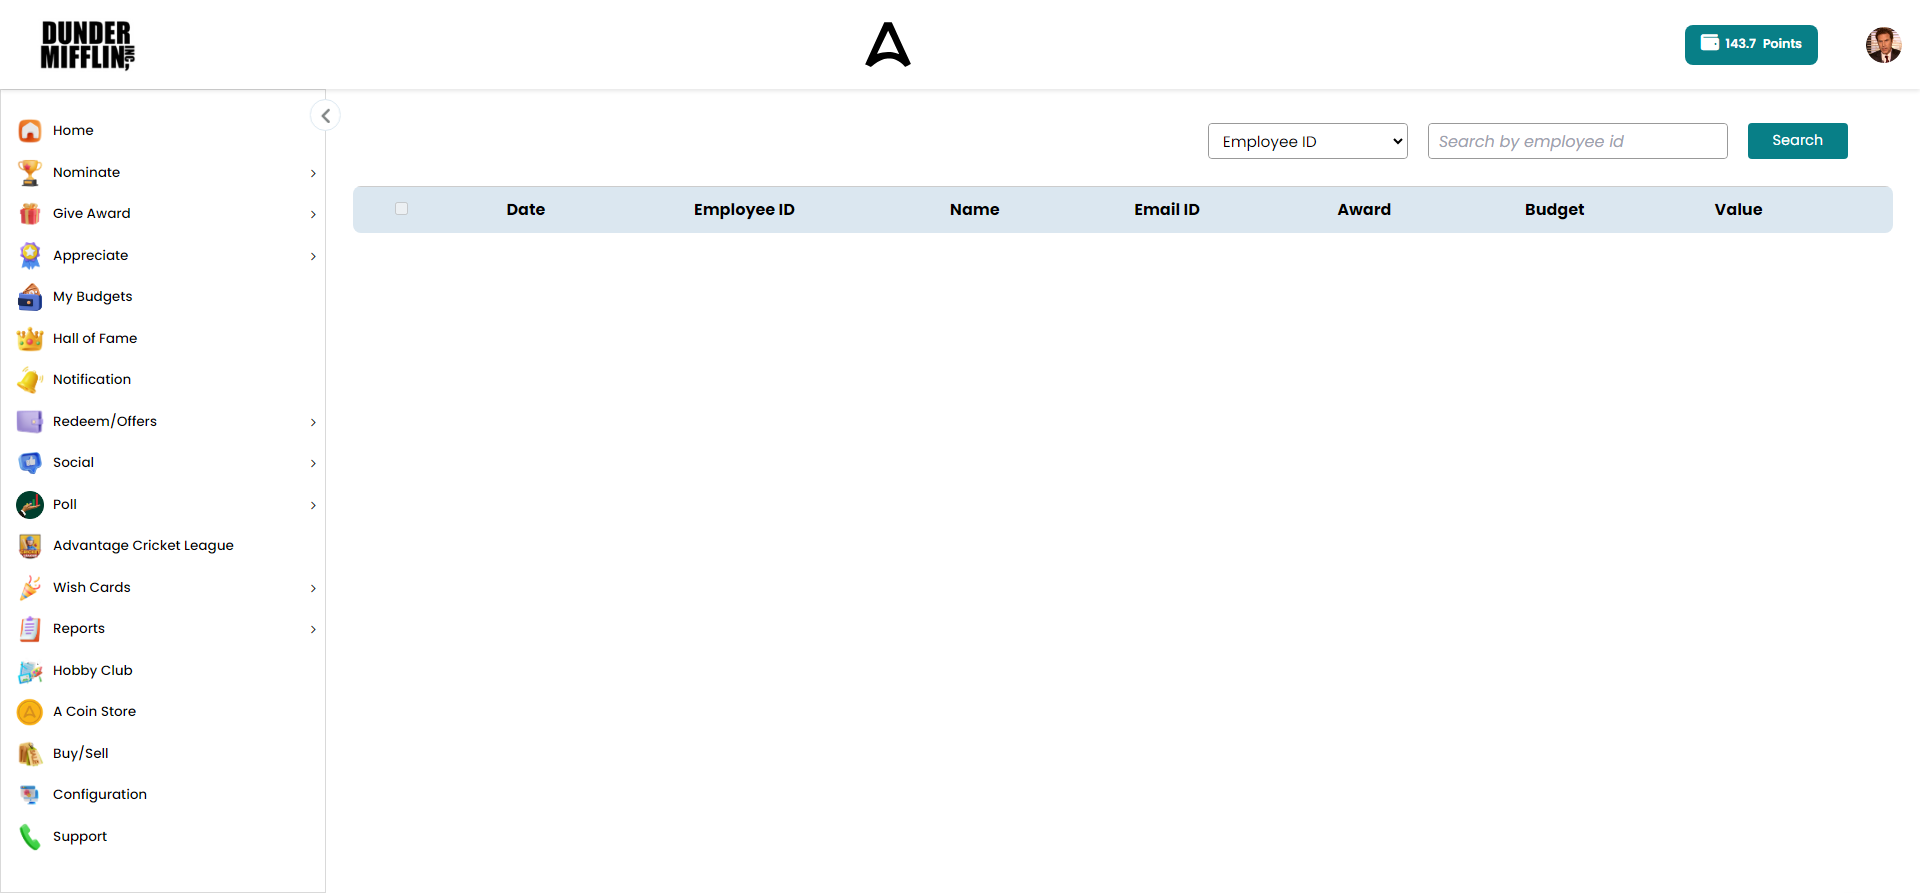 DUNDER
MIFFLIN, INC
A
143.7 Points
Home
Nominate
Give Award
Appreciate
My Budgets
Hall of Fame
Notification
Redeem/Offers
Social
Poll
Advantage Cricket League
Wish Cards
Reports
Hobby Club
A Coin Store
Buy/Sell
Configuration
Support
Employee ID
Search by employee id
Search
Date Employee ID Name Email ID Award Budget Value